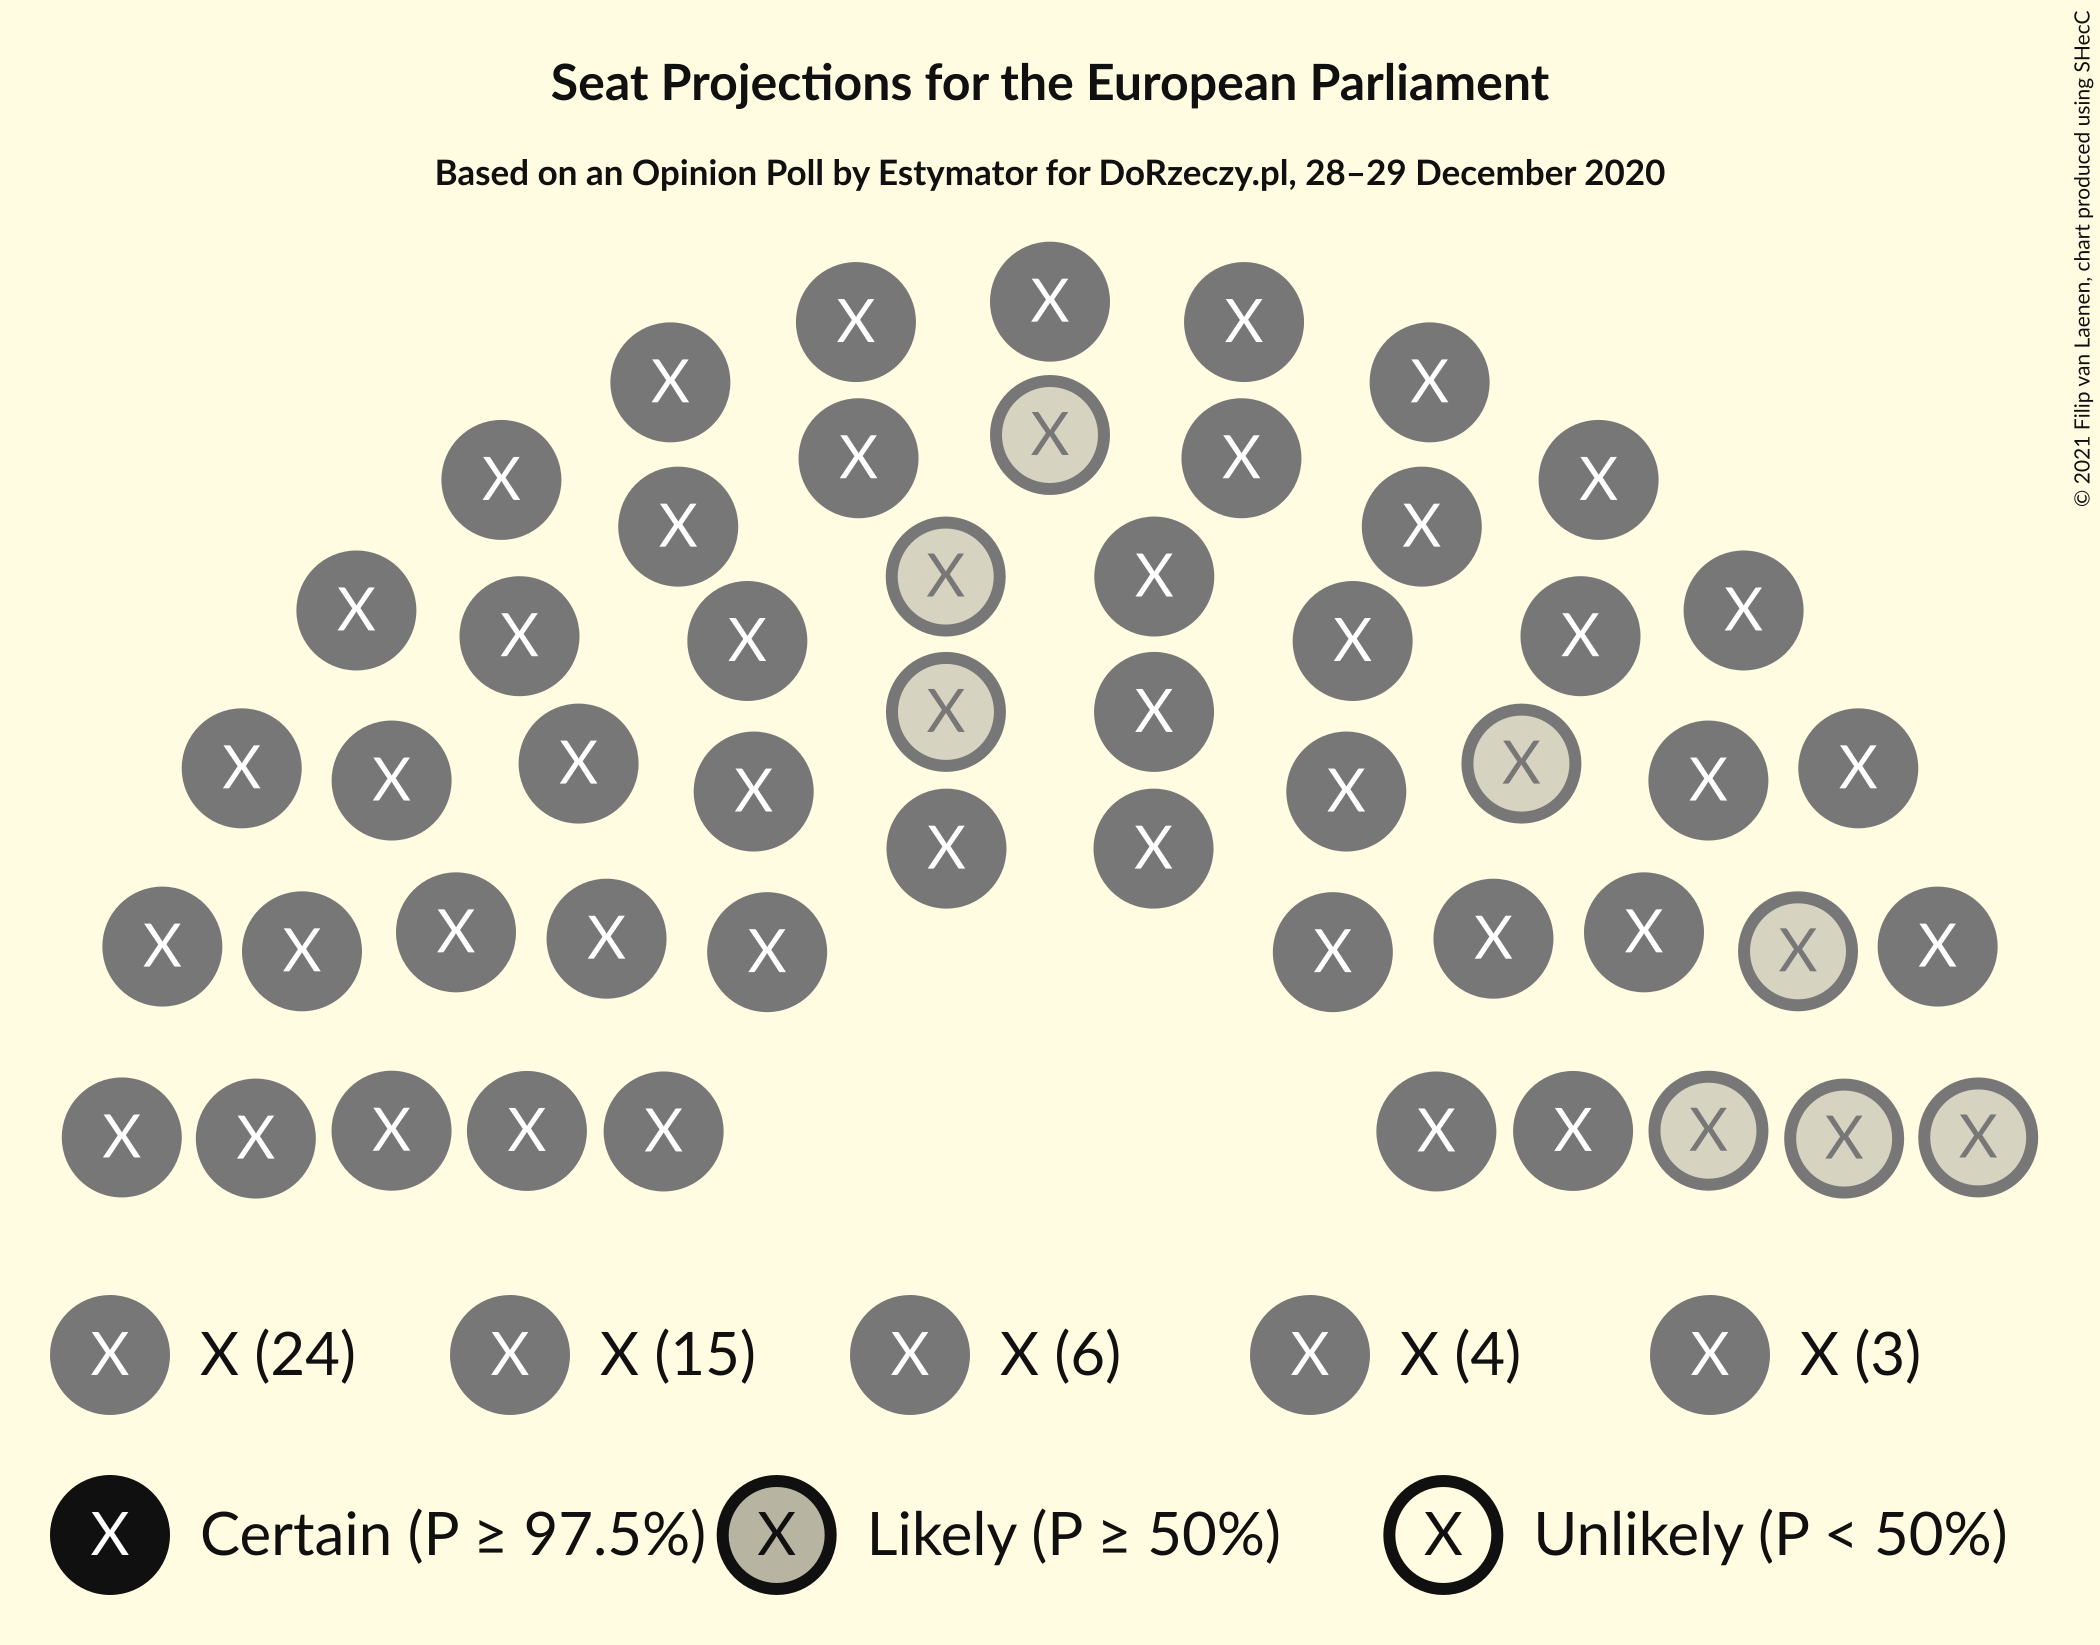 Seat Projections for the European Parliament
Based on an Opinion Poll by Estymator for DoRzeczy.pl, 28–29 December 2020
© 2021 Filip van Laenen, chart produced using SHecC
X
X X
X X
X
X X
X X
X X
X X
X X
X X
X X
X X X X
X X
X X
X X
X X X X
X X X X
X X
X X
X X X X
X X X X X X
X X X X X X X X X X
X X (24) X X (15) X X (6) X X (4) X X (3)
X Certain (P ≥ 97.5%) X Likely (P ≥ 50%) X Unlikely (P < 50%)